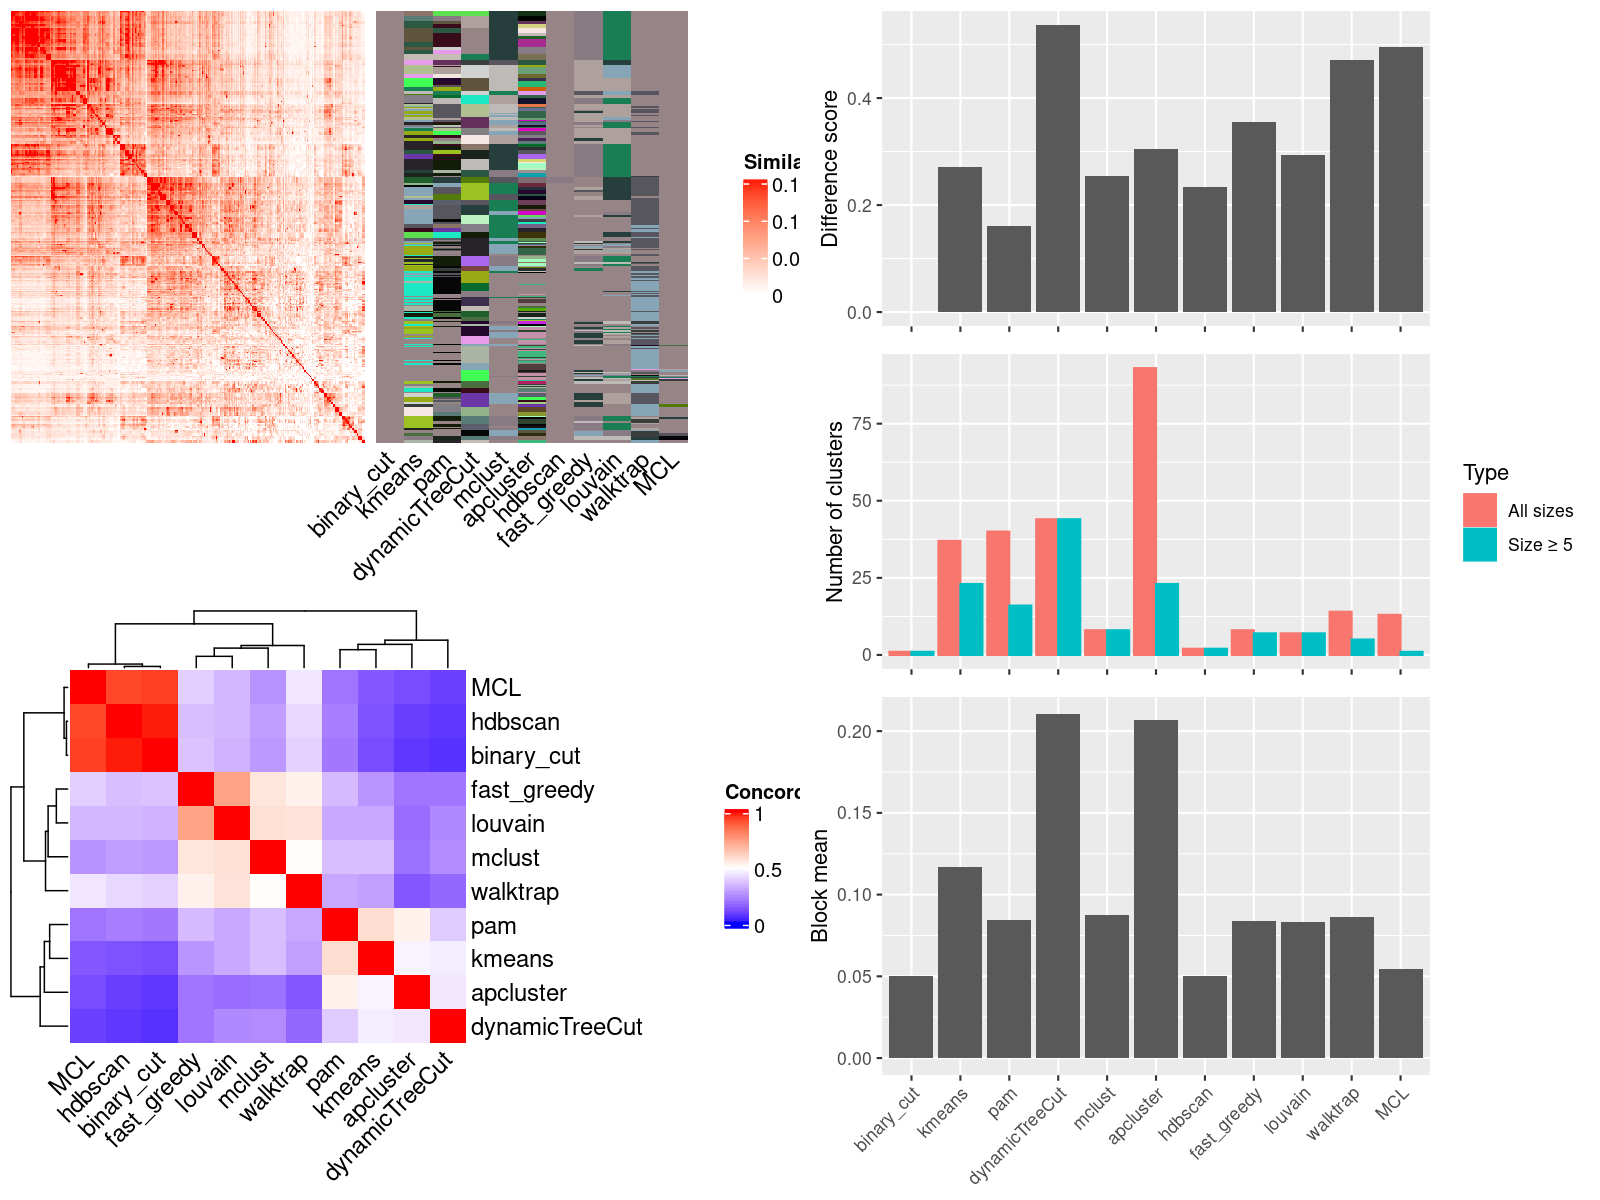 Simila
0.1
0.1
0.0
0
binary_cut
kmeans
pam
dynamicTreeCut
mclust
apcluster
hdbscan
fast_greedy
louvain
walktrap
MCL
MCL
hdbscan
binary_cut
fast_greedy
louvain
mclust
walktrap
pam
kmeans
apcluster
dynamicTreeCut
MCL
hdbscan
binary_cut
fast_greedy
louvain
mclust
walktrap
pam
kmeans
apcluster
dynamicTreeCut
Concord
1
0.5
0
Difference score
0.4
0.2
0.0
Number of clusters
75
50
25
0
Type
All sizes
Size ≥ 5
Block mean
0.20
0.15
0.10
0.05
0.00
binary_cut
kmeans
pam
dynamicTreeCut
mclust
apcluster
hdbscan
fast_greedy
louvain
walktrap
MCL